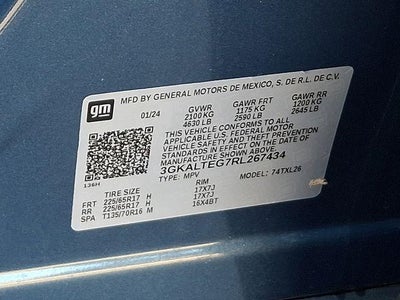 gm
MFD BY GENERAL MOTORS DE MEXICO, S. DE R.L. DE C.V.
01/24 GVWR GAWR FRT GAWR RR
2100 KG 1175 KG 1200 KG
4630 LB 2590 LB 2645 LB
THIS VEHICLE CONFORMS TO ALL
APPLICABLE U.S. FEDERAL MOTOR
VEHICLE SAFETY STANDARDS IN
EFFECT ON THE DATE OF
MANUFACTURE SHOWN ABOVE.
3GKALTEG7RL267434
136H TYPE: MPV MODEL: 74TXL26
TIRE SIZE RIM
FRT 225/65R17 H 17X7J
RR 225/65R17 H 17X7J
SPA T135/70R16 M 16X4BT